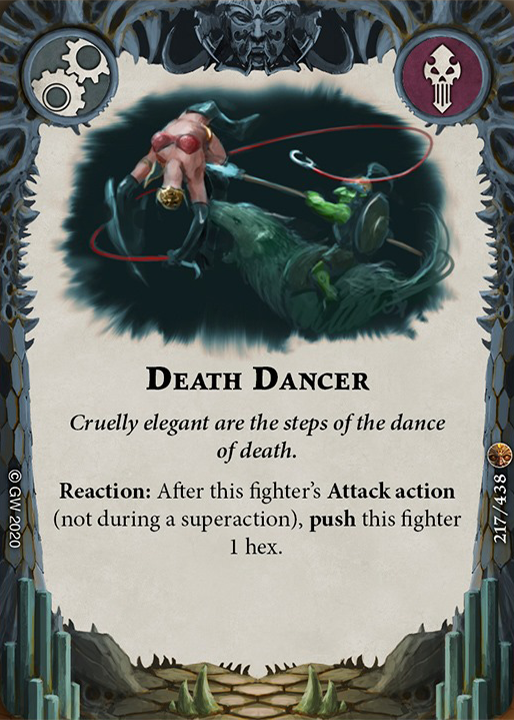 DEATH DANCER
Cruelly elegant are the steps of the dance
of death.
Reaction: After this fighter's Attack action
(not during a superaction), push this fighter
1 hex.
© GW 2020
217/438